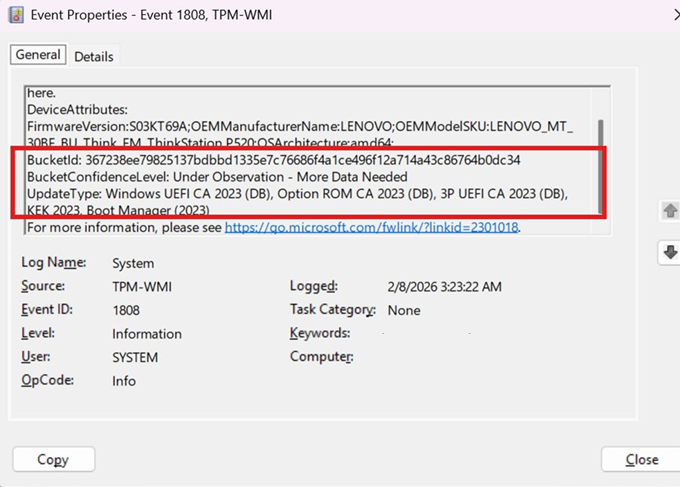 Event Properties - Event 1808, TPM-WMI
General Details
here.
DeviceAttributes:
FirmwareVersion:S03KT69A;OEMManufacturerName:LENOVO;OEMModelSKU:LENOVO_MT_
30BE_BU_Think_FM_ThinkStation P520;OSArchitecture:amd64;
BucketId: 367238ee79825137bdbbd1335e7c76686f4a1ce496f12a714a43c86764b0dc34
BucketConfidenceLevel: Under Observation - More Data Needed
UpdateType: Windows UEFI CA 2023 (DB), Option ROM CA 2023 (DB), 3P UEFI CA 2023 (DB),
KEK 2023, Boot Manager (2023)
For more information, please see https://go.microsoft.com/fwlink/?linkid=2301018.
Log Name: System
Source: TPM-WMI Logged: 2/8/2026 3:23:22 AM
Event ID: 1808 Task Category: None
Level: Information Keywords:
User: SYSTEM Computer:
OpCode: Info
Copy Close